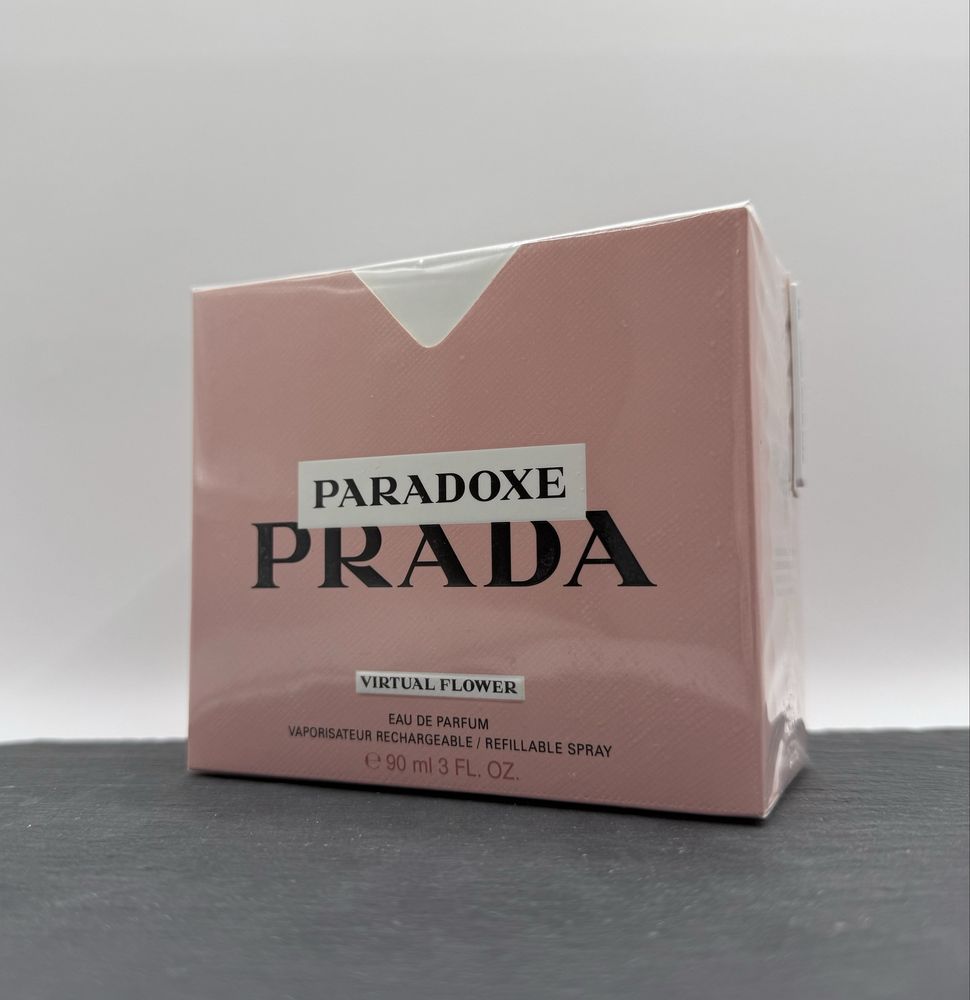 PARADOXE
PRADA
VIRTUAL FLOWER
EAU DE PARFUM
VAPORISATEUR RECHARGEABLE / REFILLABLE SPRAY
℮ 90 ml 3 FL. OZ.